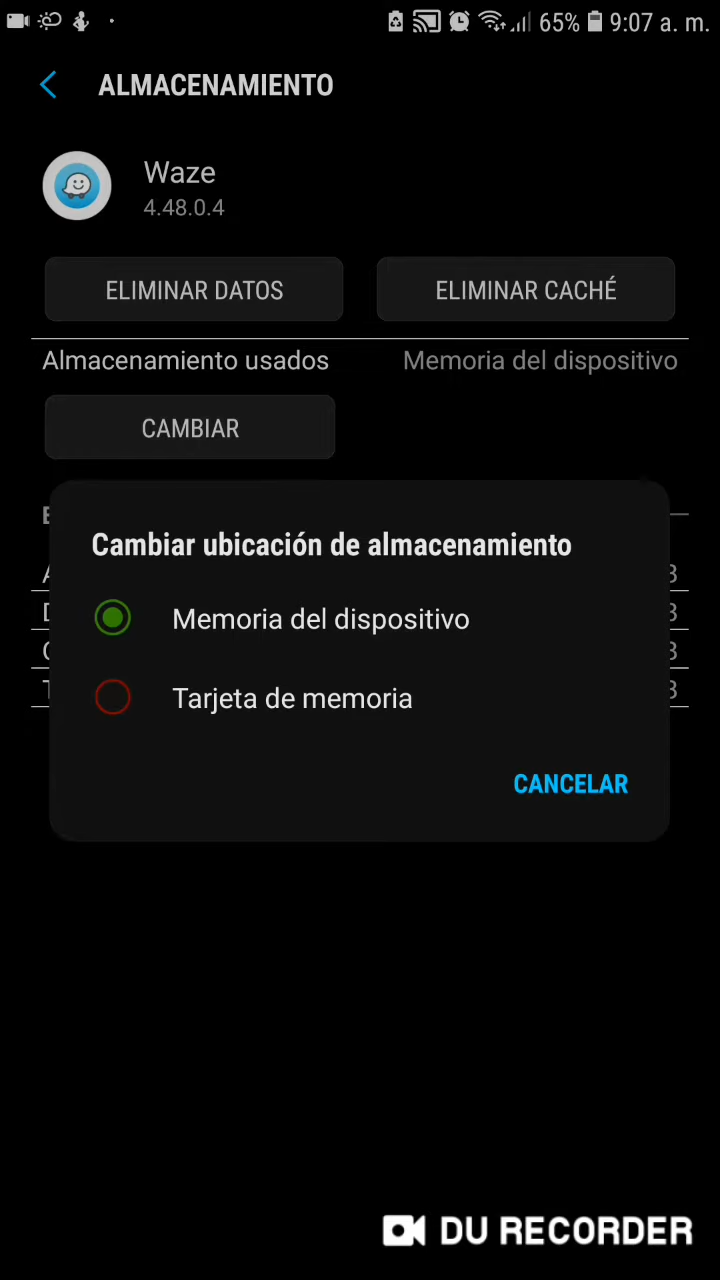 65% 9:07 a. m.
ALMACENAMIENTO
Waze
4.48.0.4
ELIMINAR DATOS ELIMINAR CACHÉ
Almacenamiento usados Memoria del dispositivo
CAMBIAR
Cambiar ubicación de almacenamiento
Memoria del dispositivo
Tarjeta de memoria
CANCELAR
DU RECORDER